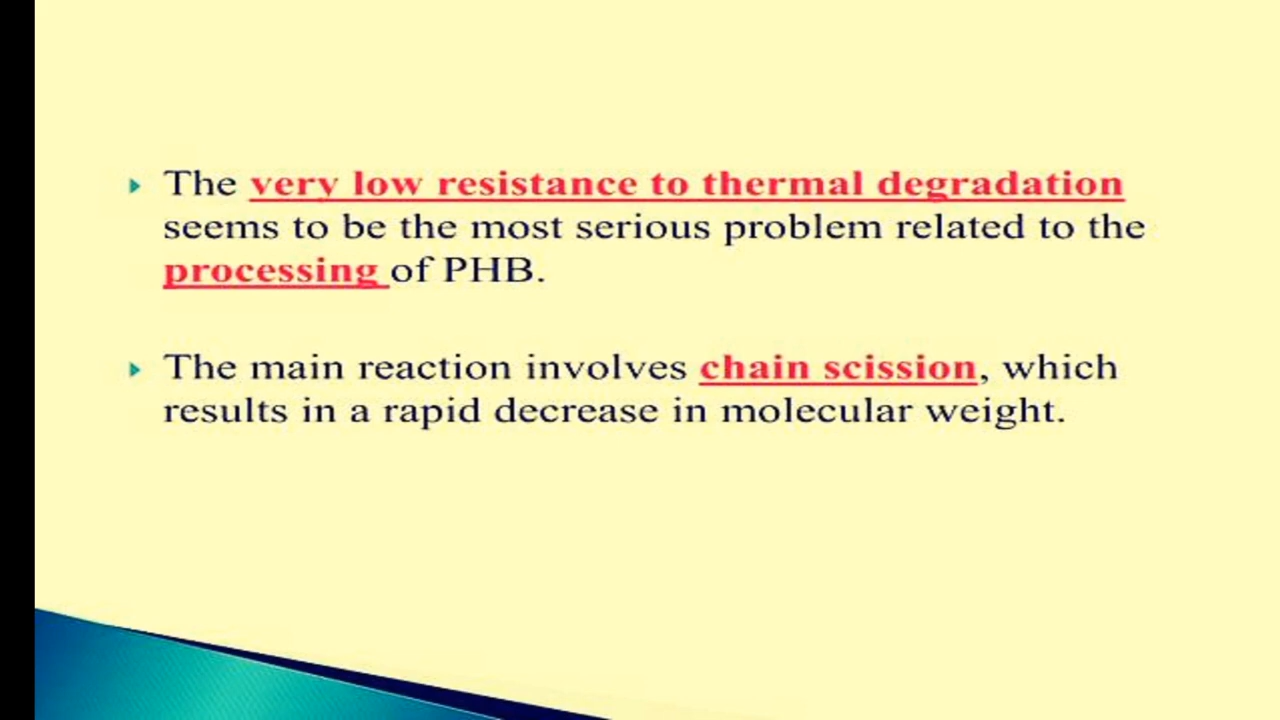 The very low resistance to thermal degradation
seems to be the most serious problem related to the
processing of PHB.
The main reaction involves chain scission, which
results in a rapid decrease in molecular weight.